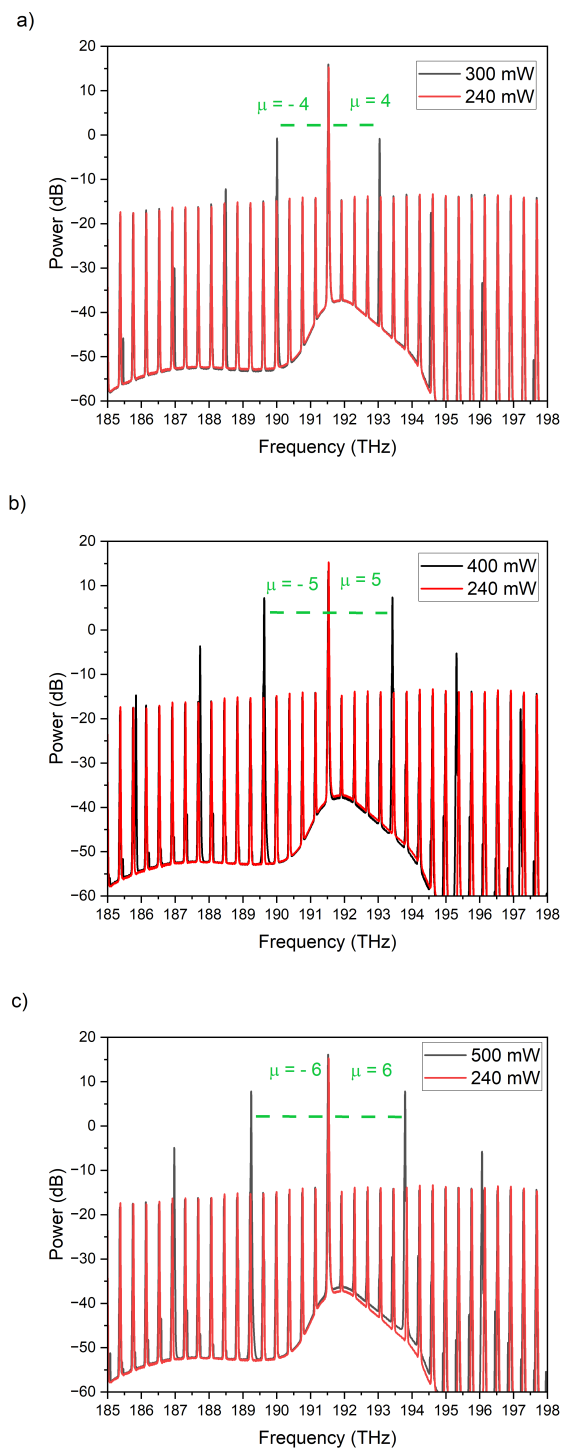 a)
20
10
0
−10
−20
−30
−40
−50
−60
Power (dB)
μ = - 4
μ = 4
300 mW
240 mW
185 186 187 188 189 190 191 192 193 194 195 196 197 198
Frequency (THz)
b)
20
10
0
−10
−20
−30
−40
−50
−60
Power (dB)
μ = - 5
μ = 5
400 mW
240 mW
185 186 187 188 189 190 191 192 193 194 195 196 197 198
Frequency (THz)
c)
20
10
0
−10
−20
−30
−40
−50
−60
Power (dB)
μ = - 6
μ = 6
500 mW
240 mW
185 186 187 188 189 190 191 192 193 194 195 196 197 198
Frequency (THz)